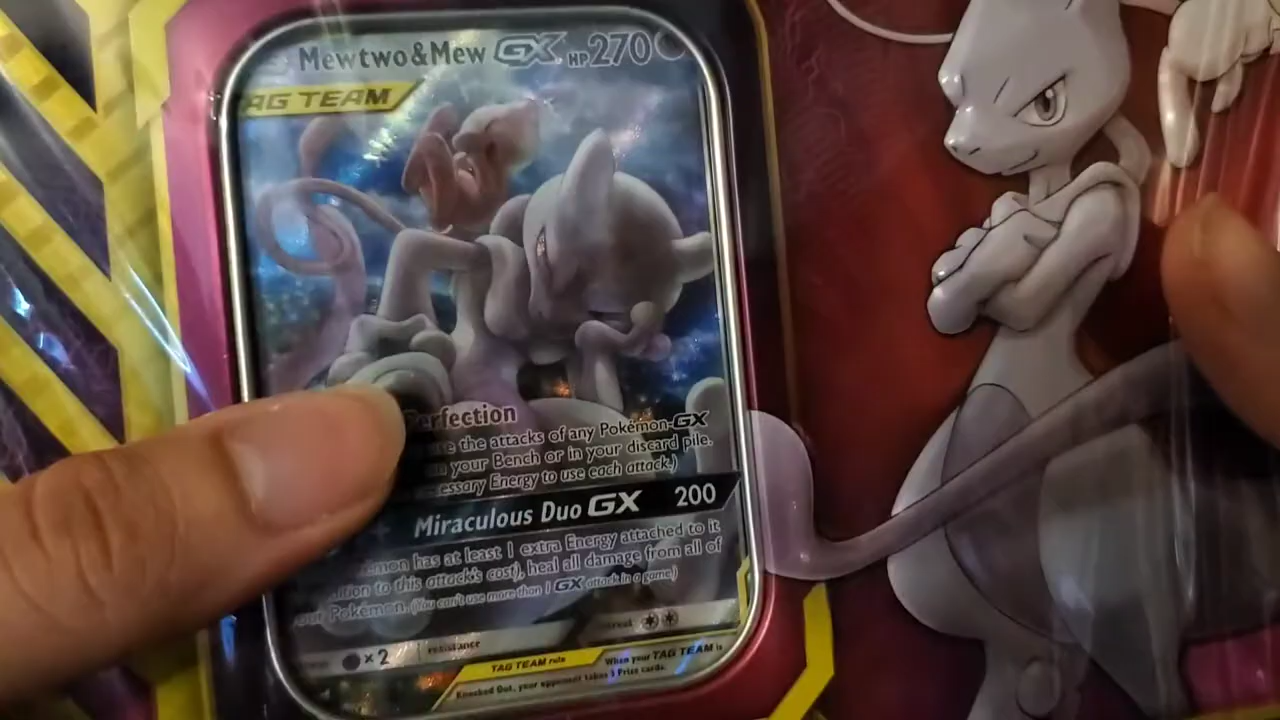 Mewtwo&Mew GX HP270
AG TEAM
Perfection
the attacks of any Pokémon-GX
your Bench or in your discard pile.
essary Energy to use each attack.)
Miraculous Duo GX 200
mon has at least 1 extra Energy attached to it
ition to this attack's cost), heal all damage from all of
our Pokémon. (You can't use more than 1 GX attack in a game.)
×2 resistance
TAG TEAM rule When your TAG TEAM is
Knocked Out, your opponent takes 3 Prize cards.